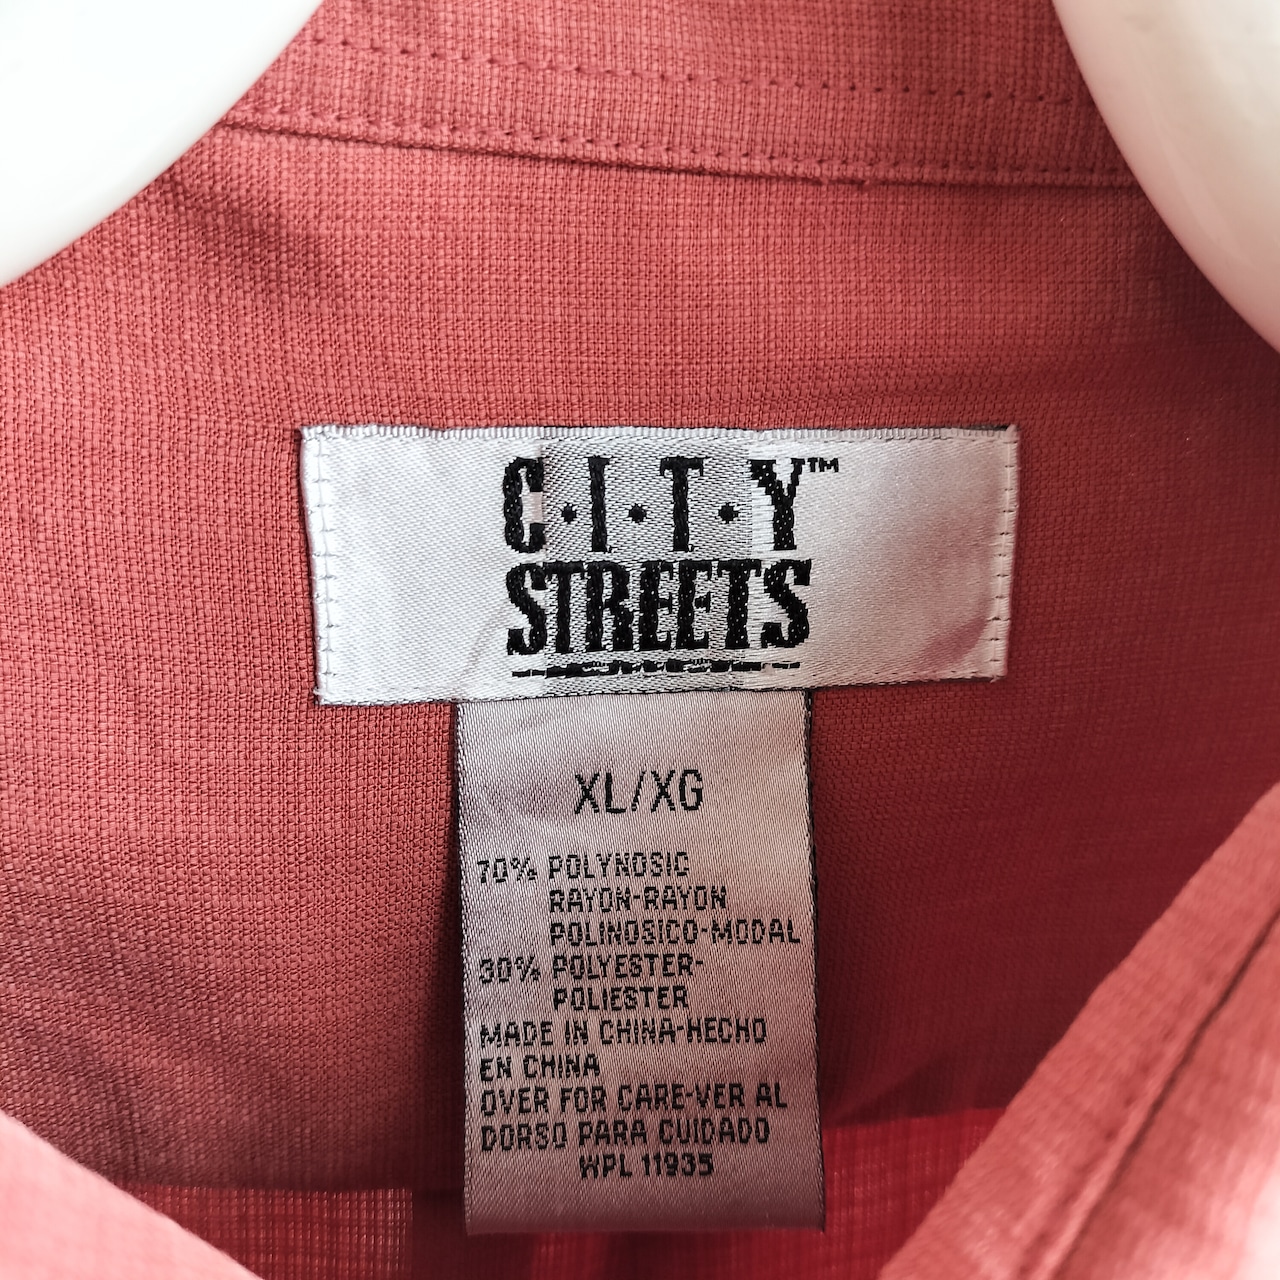 C·I·T·Y™
STREETS
XL/XG
70% POLYNOSIC
RAYON-RAYON
POLINOSICO-MODAL
30% POLYESTER-
POLIESTER
MADE IN CHINA-HECHO
EN CHINA
OVER FOR CARE-VER AL
DORSO PARA CUIDADO
WPL 11935